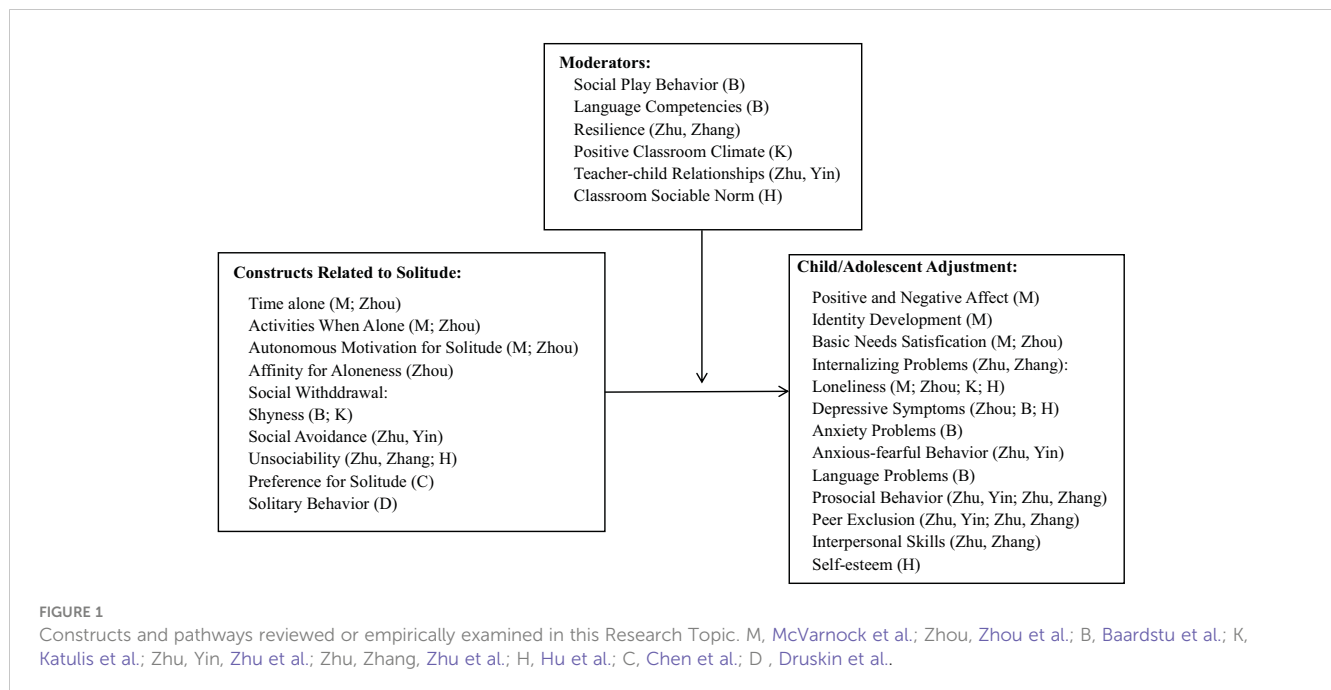 Moderators:
Social Play Behavior (B)
Language Competencies (B)
Resilience (Zhu, Zhang)
Positive Classroom Climate (K)
Teacher-child Relationships (Zhu, Yin)
Classroom Sociable Norm (H)
Constructs Related to Solitude:
Time alone (M; Zhou)
Activities When Alone (M; Zhou)
Autonomous Motivation for Solitude (M; Zhou)
Affinity for Aloneness (Zhou)
Social Withddrawal:
Shyness (B; K)
Social Avoidance (Zhu, Yin)
Unsociability (Zhu, Zhang; H)
Preference for Solitude (C)
Solitary Behavior (D)
Child/Adolescent Adjustment:
Positive and Negative Affect (M)
Identity Development (M)
Basic Needs Satisfication (M; Zhou)
Internalizing Problems (Zhu, Zhang):
Loneliness (M; Zhou; K; H)
Depressive Symptoms (Zhou; B; H)
Anxiety Problems (B)
Anxious-fearful Behavior (Zhu, Yin)
Language Problems (B)
Prosocial Behavior (Zhu, Yin; Zhu, Zhang)
Peer Exclusion (Zhu, Yin; Zhu, Zhang)
Interpersonal Skills (Zhu, Zhang)
Self-esteem (H)
FIGURE 1
Constructs and pathways reviewed or empirically examined in this Research Topic. M, McVarnock et al.; Zhou, Zhou et al.; B, Baardstu et al.; K,
Katulis et al.; Zhu, Yin, Zhu et al.; Zhu, Zhang, Zhu et al.; H, Hu et al.; C, Chen et al.; D , Druskin et al..